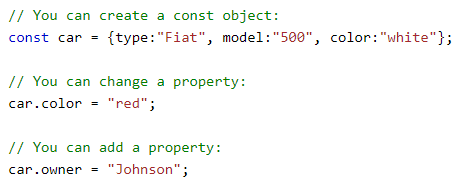 // You can create a const object:
const car = {type:"Fiat", model:"500", color:"white"};
// You can change a property:
car.color = "red";
// You can add a property:
car.owner = "Johnson";